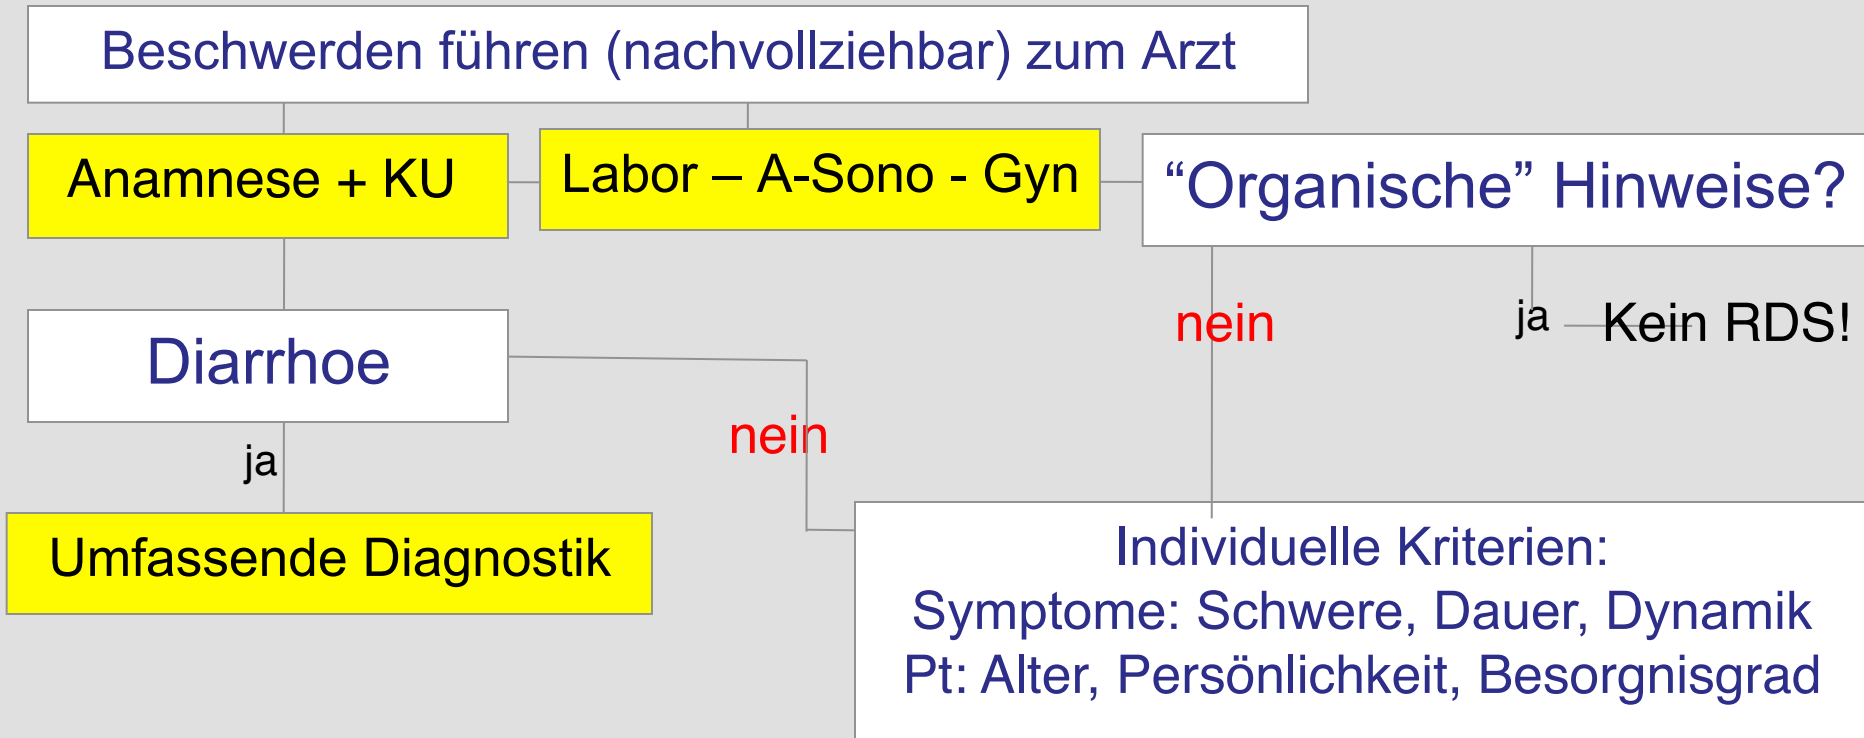 Beschwerden führen (nachvollziehbar) zum Arzt
Anamnese + KU
Labor – A-Sono - Gyn
“Organische” Hinweise?
nein
ja
Kein RDS!
Diarrhoe
nein
ja
Umfassende Diagnostik
Individuelle Kriterien:
Symptome: Schwere, Dauer, Dynamik
Pt: Alter, Persönlichkeit, Besorgnisgrad